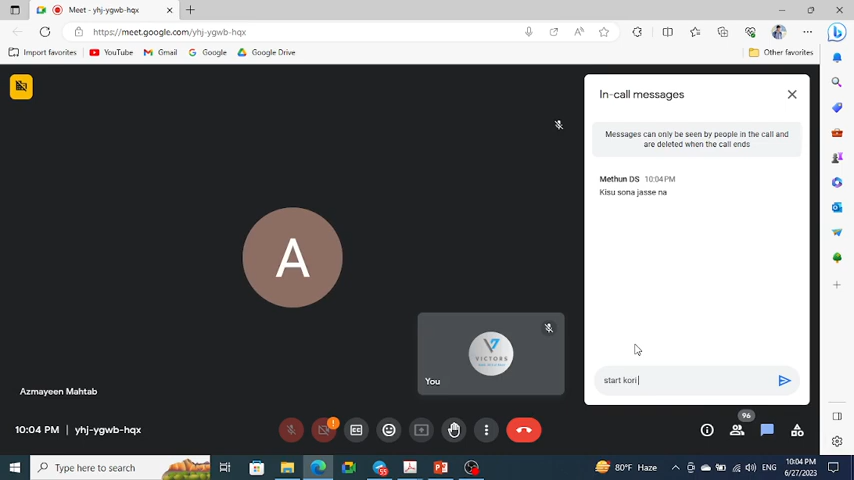 Meet - yhj-ygwb-hqx
https://meet.google.com/yhj-ygwb-hqx
Import favorites
YouTube
Gmail
Google
Google Drive
Other favorites
In-call messages
Messages can only be seen by people in the call and
are deleted when the call ends
Methun DS 10:04 PM
Kisu sona jasse na
A
VICTORS
You
start kori
Azmayeen Mahtab
10:04 PM | yhj-ygwb-hqx
96
Type here to search
55
80°F Haze
ENG
10:04 PM
6/27/2023